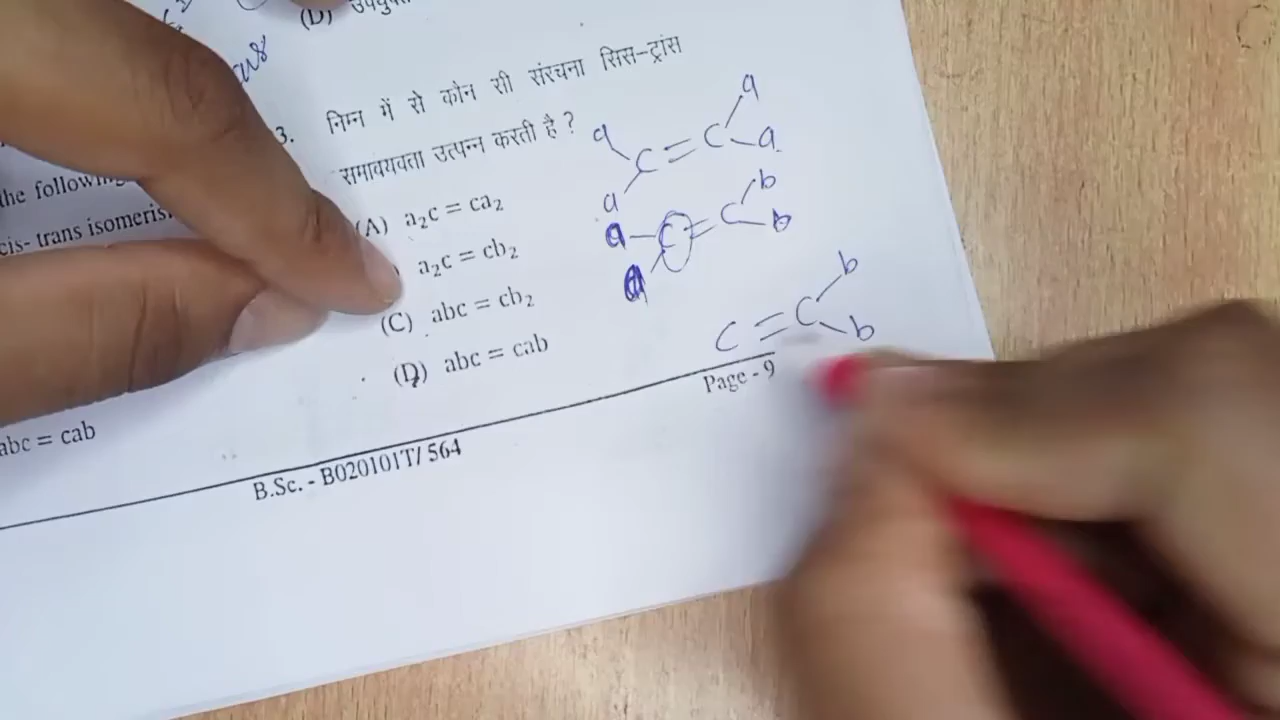 (D)
3. निम्न में से कौन सी संरचना सिस-ट्रांस
समावयवता उत्पन्न करती है ?
(A) a₂c = ca₂
a₂c = cb₂
(C) abc = cb₂
(D) abc = cab
the following
cis- trans isomeris
abc = cab
a a
C = C
a a
a b
C = C
a b
b
C = C
b
Page - 9
B.Sc. - B020101T/ 564